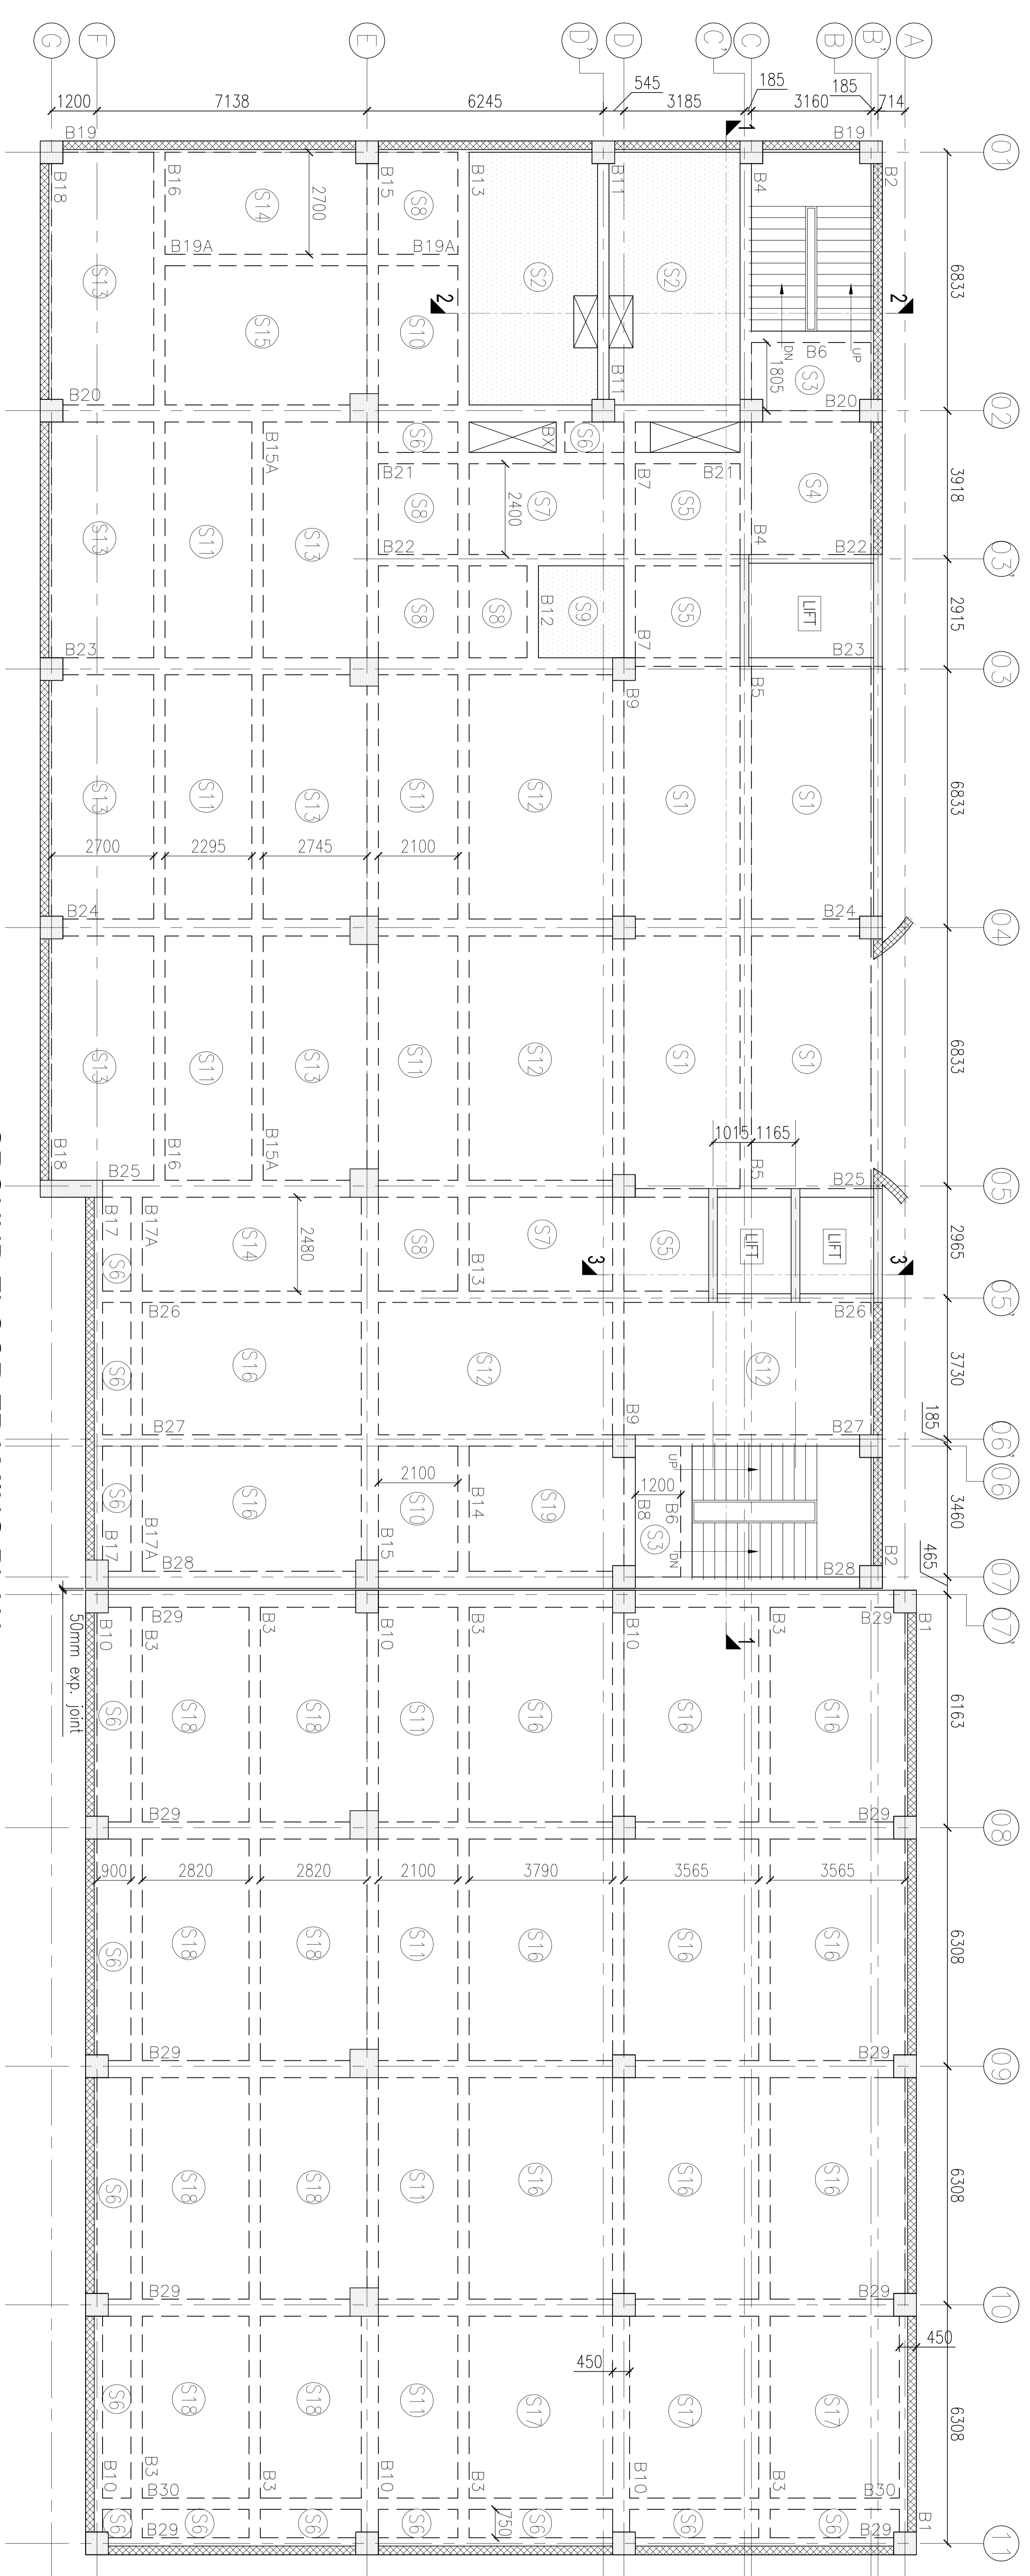 G
F
E
D'
D
C'
C
B
B'
A
1200
7138
6245
545
3185
185
3160
185
714
01
6833
02
3918
03'
2915
03
6833
04
6833
05
2965
05'
3730
06'
185
06
3460
07
465
07'
6163
08
6308
09
6308
10
6308
11
B19
B19
1
B18
B16
B15
B13
B11
B4
B2
S13
S14
2700
S8
B19A
B19A
S15
S10
S2
S2
2
2
UP
DN
B6
S3
1805
B11
B20
B20
B15A
S6
BX
S6
B21
B7
B21
B4
S4
S13
S11
S13
S8
2400
S7
S5
B22
B22
S8
S8
B12
S9
S5
LIFT
B7
B23
B23
B9
B5
S13
S11
S13
S11
S12
S1
S1
2700
2295
2745
2100
B24
B24
S13
S11
S13
S11
S12
S1
S1
1015
1165
B18
B16
B15A
B5
B25
B25
B17
B17A
S6
S14
2480
S8
S7
B13
S5
LIFT
LIFT
3
3
B26
B26
S6
S16
S12
S12
B27
B9
B27
S6
S16
2100
S10
B14
S19
UP
1200
B8
B6
S3
DN
B17
B17A
B28
B15
B28
B2
50mm exp. joint
B10
B3
B29
B3
B10
B3
B10
1
B3
B29
B1
S6
S18
S18
S11
S16
S16
S16
B29
B29
900
2820
2820
2100
3790
3565
3565
S6
S18
S18
S11
S16
S16
S16
B29
B29
S6
S18
S18
S11
S16
S16
S16
B29
B29
450
450
S6
S18
S18
S11
S17
S17
S17
B10
B3
B30
B3
B10
B3
B10
B3
B30
B1
S6
S6
S6
S6
750
S6
S6
S6
B29